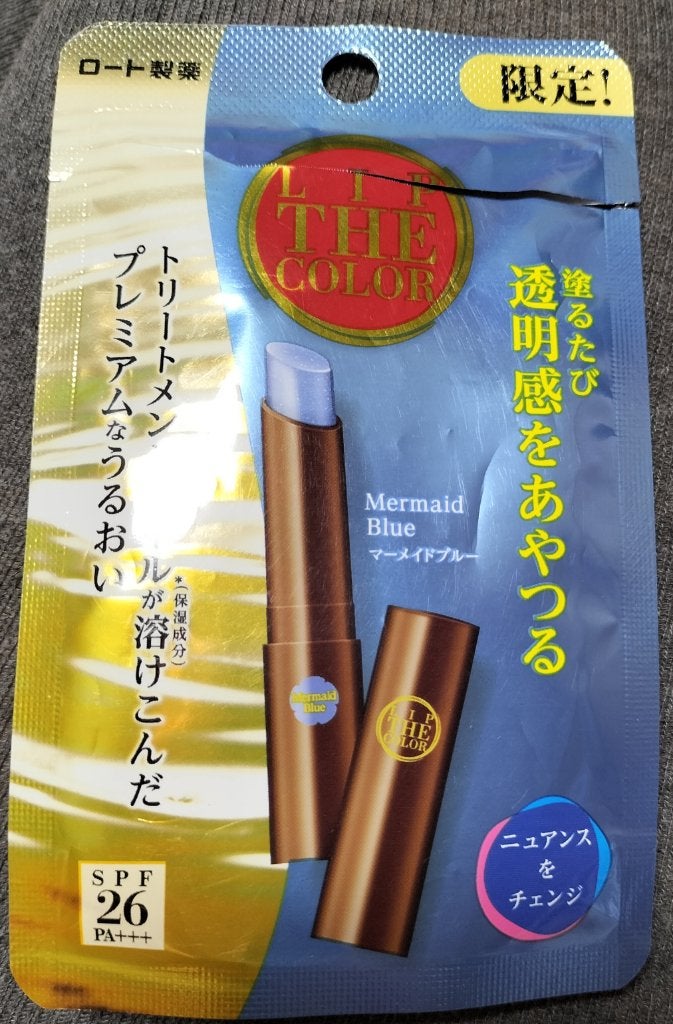 ロート製薬
限定!
LIP
THE
COLOR
塗るたび
透明感をあやつる
トリートメン
ルが溶けこんだ
*(保湿成分)
プレミアムなうるおい
Mermaid
Blue
マーメイドブルー
Mermaid
Blue
LIP
THE
COLOR
ニュアンス
を
チェンジ
SPF
26
PA+++